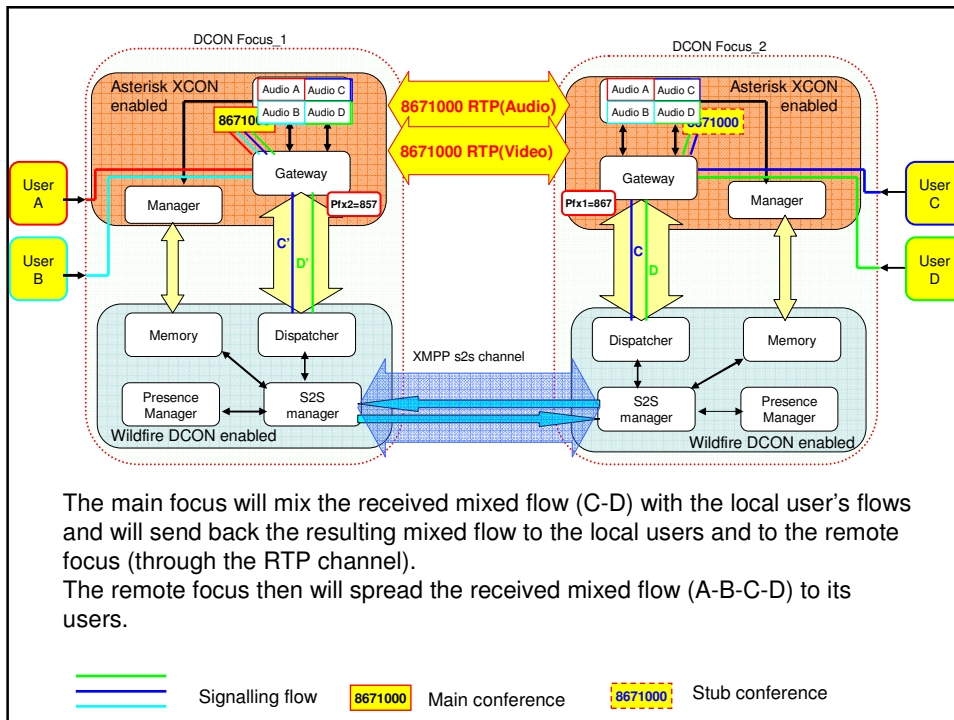 DCON Focus_1
DCON Focus_2
Asterisk XCON
enabled
Audio A
Audio C
Audio B
Audio D
8671000
Gateway
Pfx2=857
Manager
User
A
User
B
C'
D'
8671000 RTP(Audio)
8671000 RTP(Video)
Audio A
Audio C
Audio B
Audio D
Asterisk XCON
enabled
8671000
Gateway
Pfx1=867
Manager
User
C
User
D
C
D
Memory
Dispatcher
Presence
Manager
S2S
manager
Wildfire DCON enabled
XMPP s2s channel
Dispatcher
Memory
S2S
manager
Presence
Manager
Wildfire DCON enabled
The main focus will mix the received mixed flow (C-D) with the local user's flows
and will send back the resulting mixed flow to the local users and to the remote
focus (through the RTP channel).
The remote focus then will spread the received mixed flow (A-B-C-D) to its
users.
Signalling flow
8671000
Main conference
8671000
Stub conference